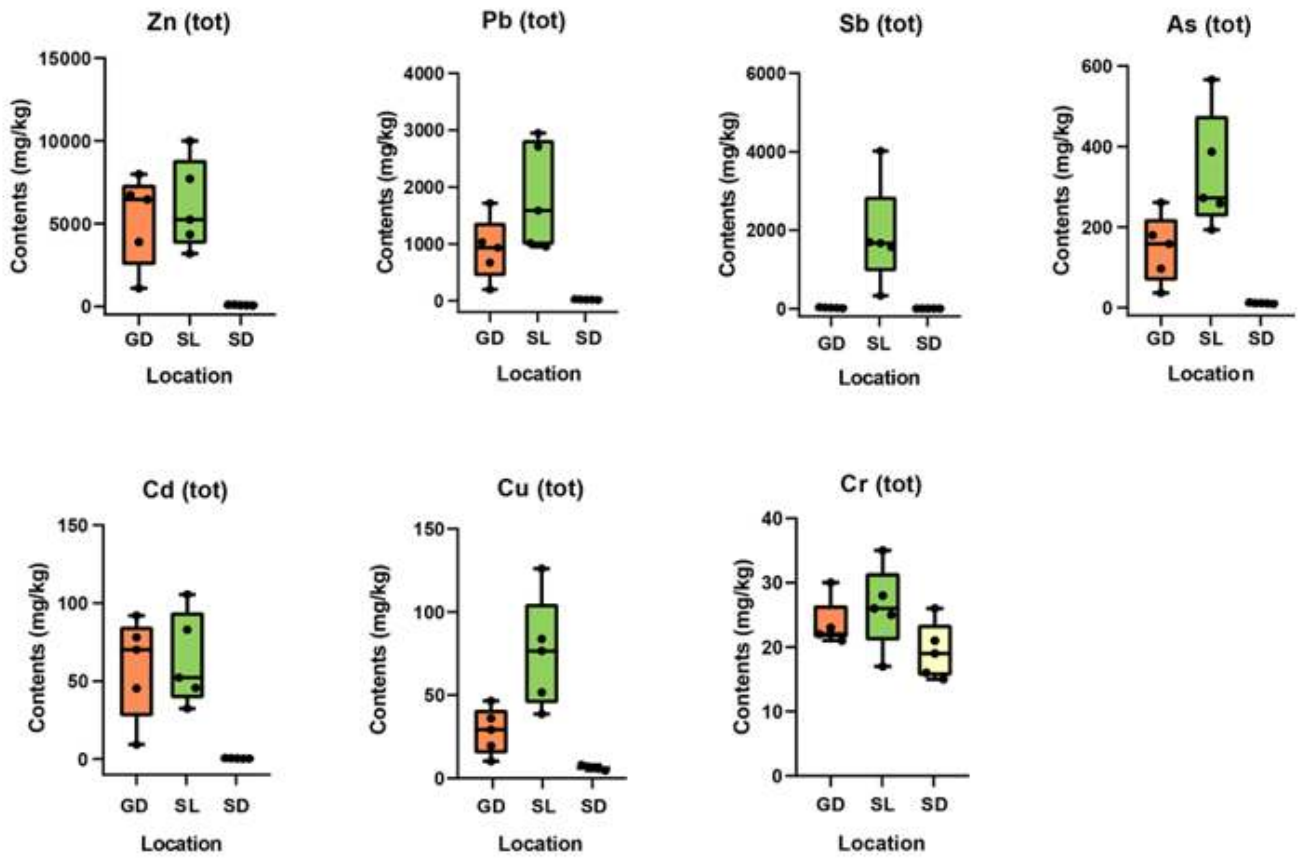 Zn (tot)
Contents (mg/kg)
15000
10000
5000
0
GD SL SD
Location
Pb (tot)
Contents (mg/kg)
4000
3000
2000
1000
0
GD SL SD
Location
Sb (tot)
Contents (mg/kg)
6000
4000
2000
0
GD SL SD
Location
As (tot)
Contents (mg/kg)
600
400
200
0
GD SL SD
Location
Cd (tot)
Contents (mg/kg)
150
100
50
0
GD SL SD
Location
Cu (tot)
Contents (mg/kg)
150
100
50
0
GD SL SD
Location
Cr (tot)
Contents (mg/kg)
40
30
20
10
0
GD SL SD
Location